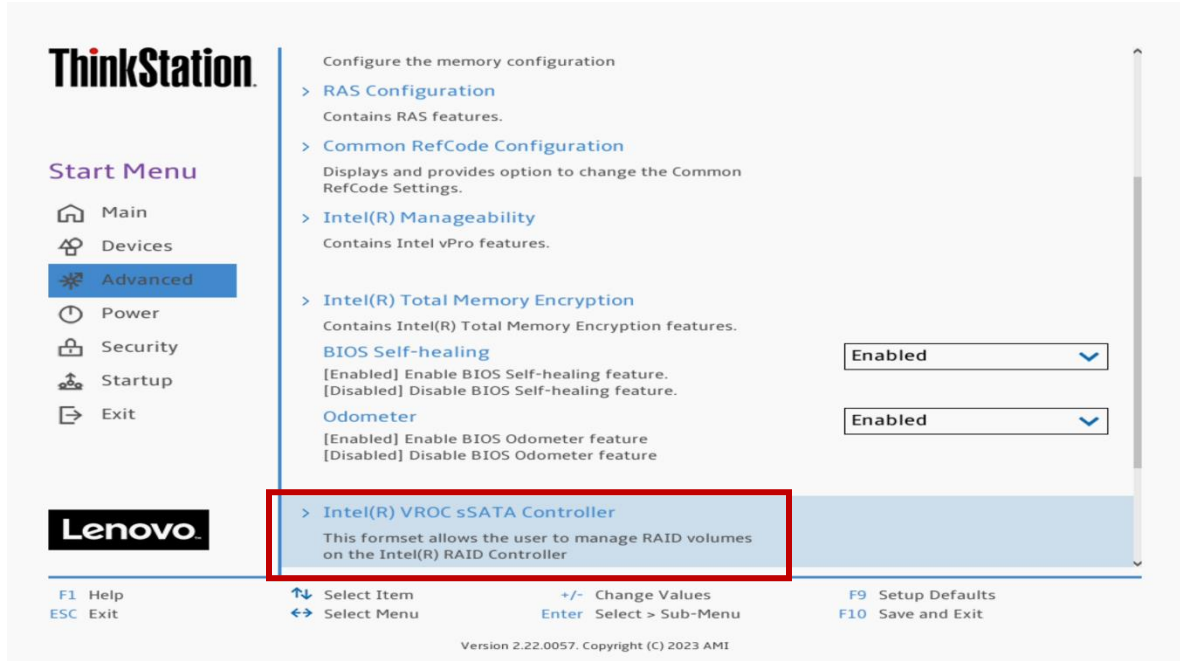 ThinkStation.
Start Menu
Main
Devices
Advanced
Power
Security
Startup
Exit
Lenovo.
Configure the memory configuration
> RAS Configuration
Contains RAS features.
> Common RefCode Configuration
Displays and provides option to change the Common
RefCode Settings.
> Intel(R) Manageability
Contains Intel vPro features.
> Intel(R) Total Memory Encryption
Contains Intel(R) Total Memory Encryption features.
BIOS Self-healing
Enabled
[Enabled] Enable BIOS Self-healing feature.
[Disabled] Disable BIOS Self-healing feature.
Odometer
Enabled
[Enabled] Enable BIOS Odometer feature
[Disabled] Disable BIOS Odometer feature
> Intel(R) VROC sSATA Controller
This formset allows the user to manage RAID volumes
on the Intel(R) RAID Controller
F1 Help
↑↓ Select Item
+/- Change Values
F9 Setup Defaults
ESC Exit
↔ Select Menu
Enter Select > Sub-Menu
F10 Save and Exit
Version 2.22.0057. Copyright (C) 2023 AMI